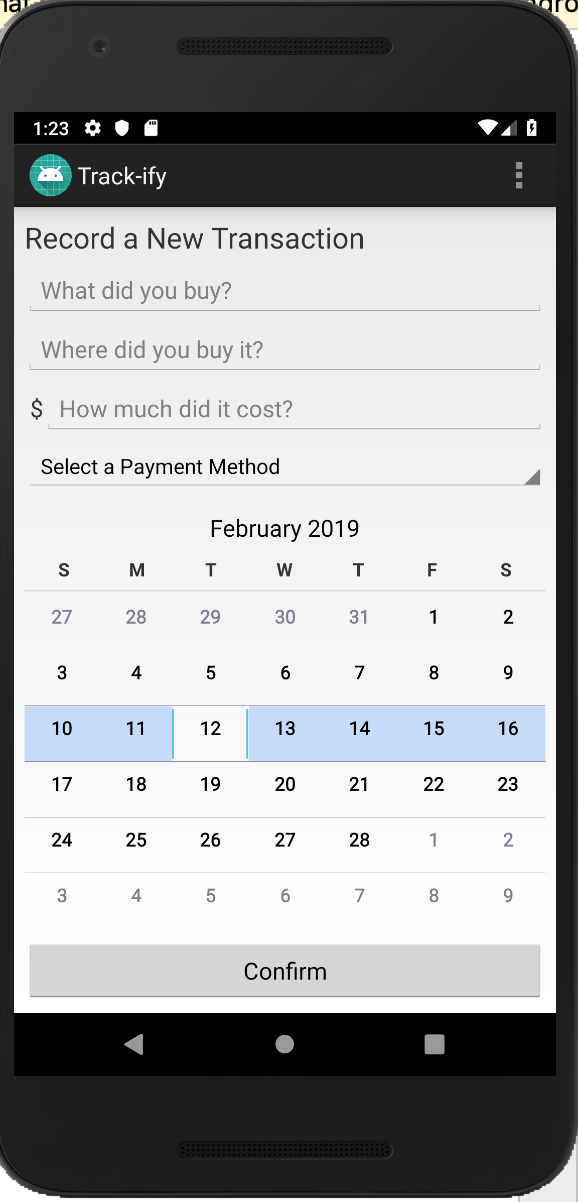 1:23
Track-ify
Record a New Transaction
What did you buy?
Where did you buy it?
$ How much did it cost?
Select a Payment Method
February 2019
S M T W T F S
27 28 29 30 31 1 2
3 4 5 6 7 8 9
10 11 12 13 14 15 16
17 18 19 20 21 22 23
24 25 26 27 28 1 2
3 4 5 6 7 8 9
Confirm